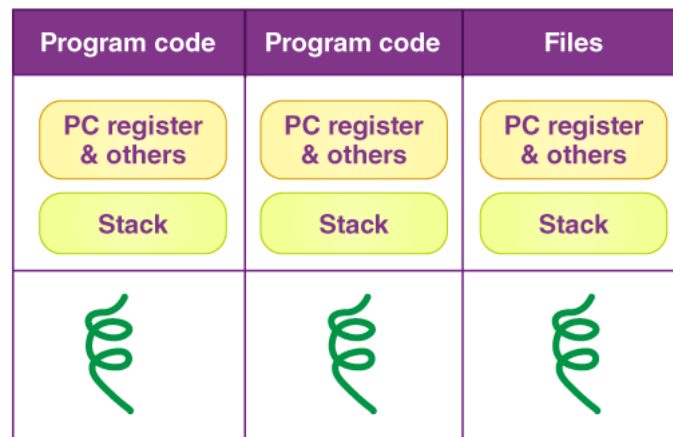 Program code
Program code
Files
PC register
& others
PC register
& others
PC register
& others
Stack
Stack
Stack